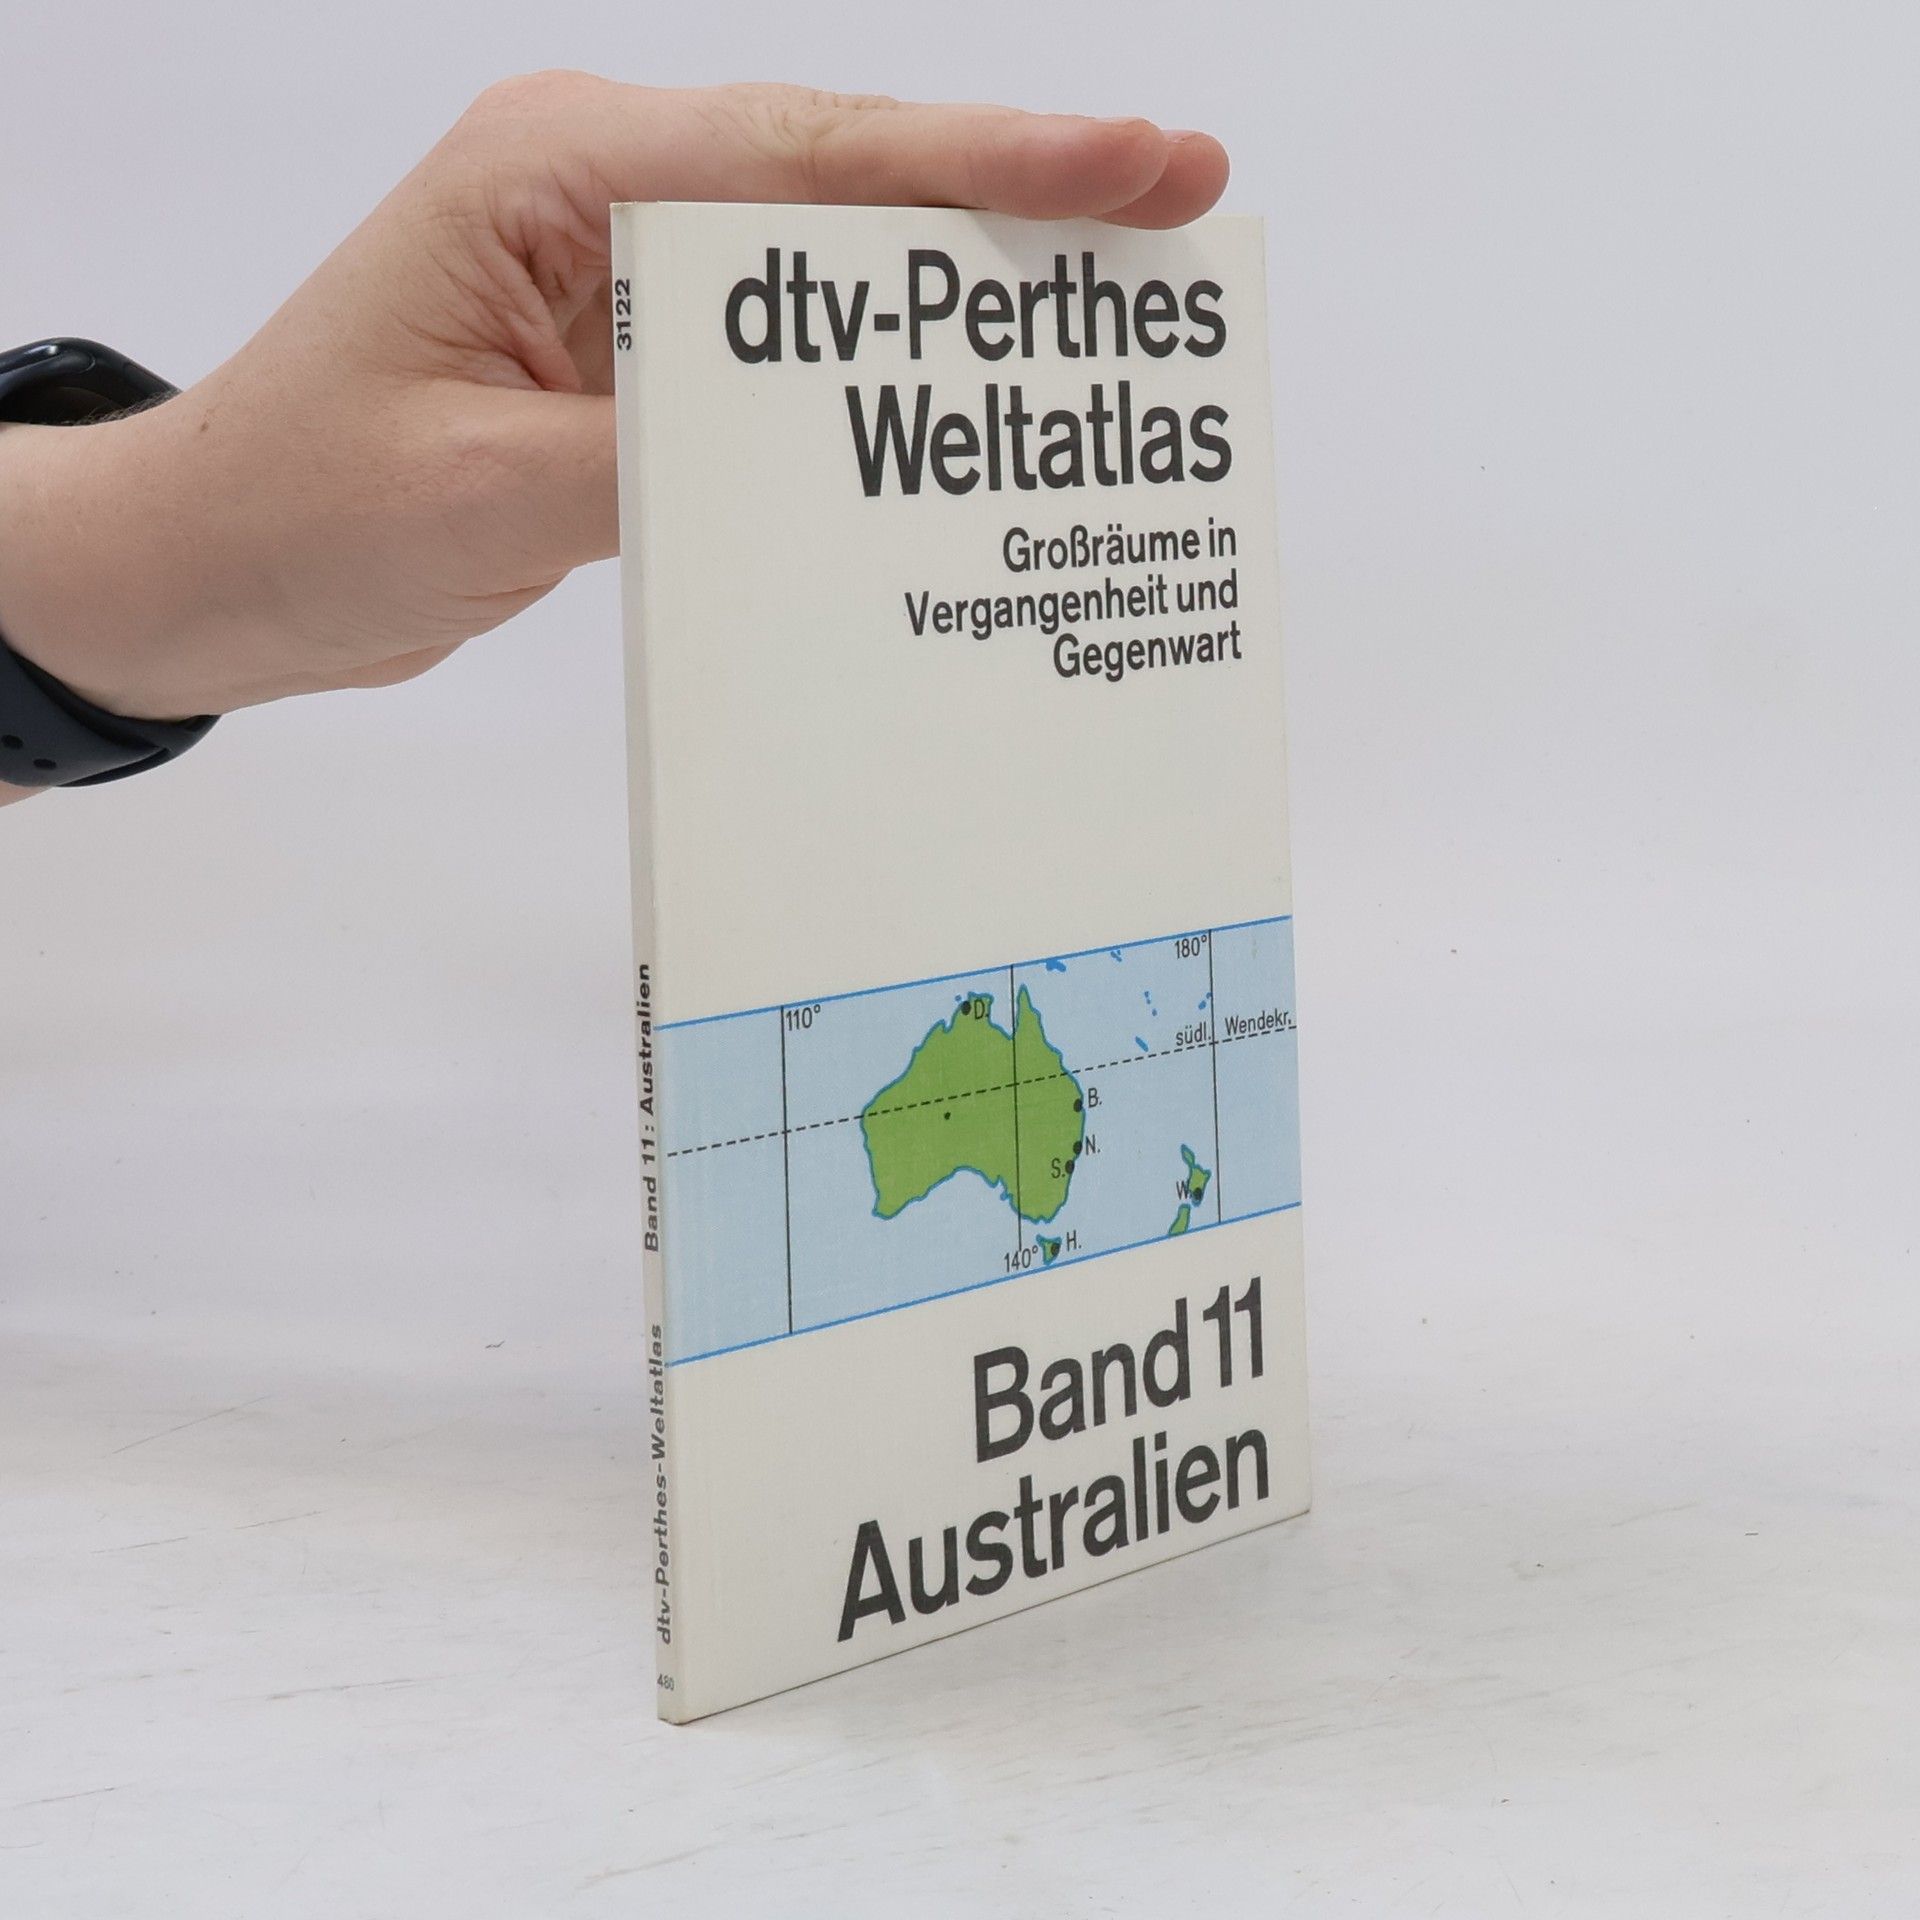 dtv-Perthes
Weltatlas
Großräume in
Vergangenheit und
Gegenwart
180°
110°
D.
südl. Wendekr.
B.
N.
S.
W.
140°
H.
Band 11
Australien
3122
dtv-Perthes-Weltatlas Band 11: Australien
480